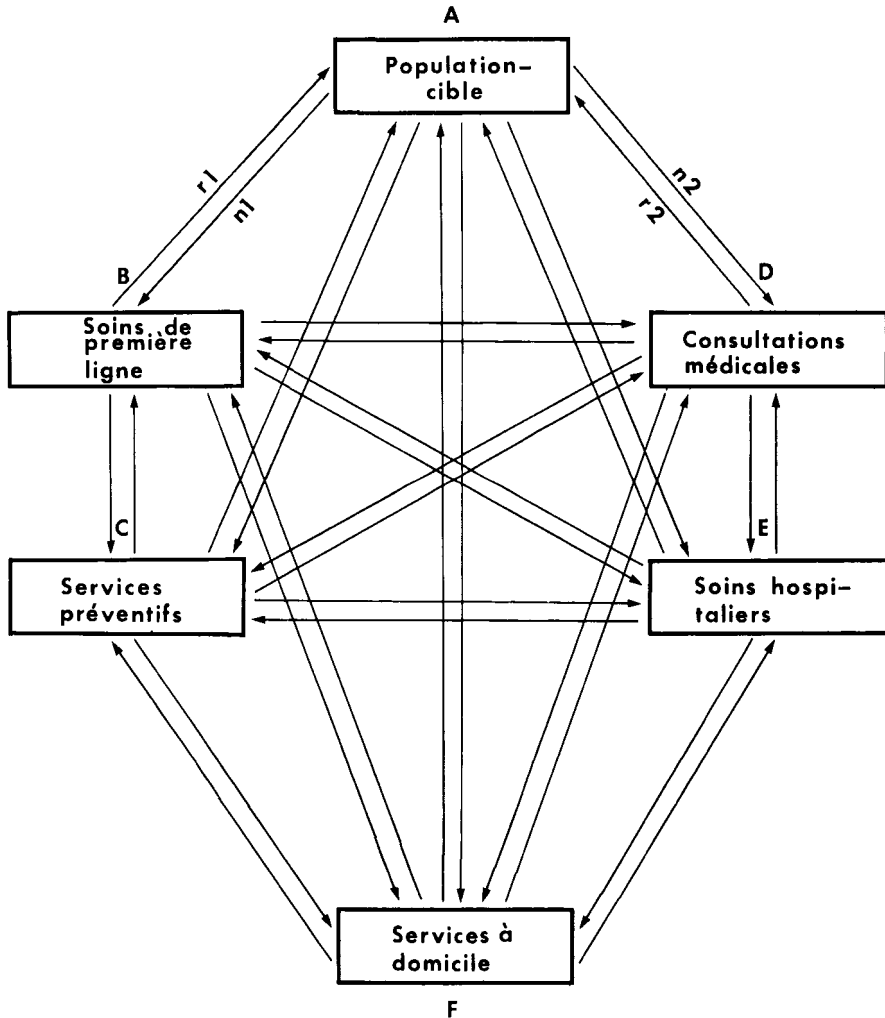 A
Population-
cible
r1
n1
n2
r2
B
D
Soins de
première
ligne
Consultations
médicales
C
E
Services
préventifs
Soins hospi-
taliers
Services à
domicile
F